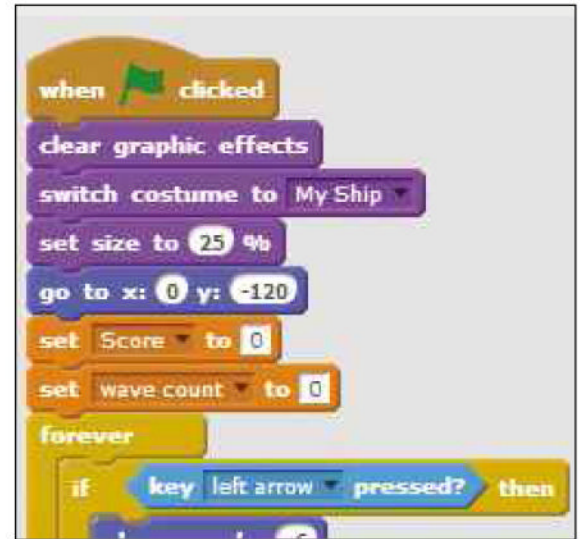 when clicked
clear graphic effects
switch costume to My Ship
set size to 25 %
go to x: 0 y: -120
set Score to 0
set wave count to 0
forever
if key left arrow pressed? then